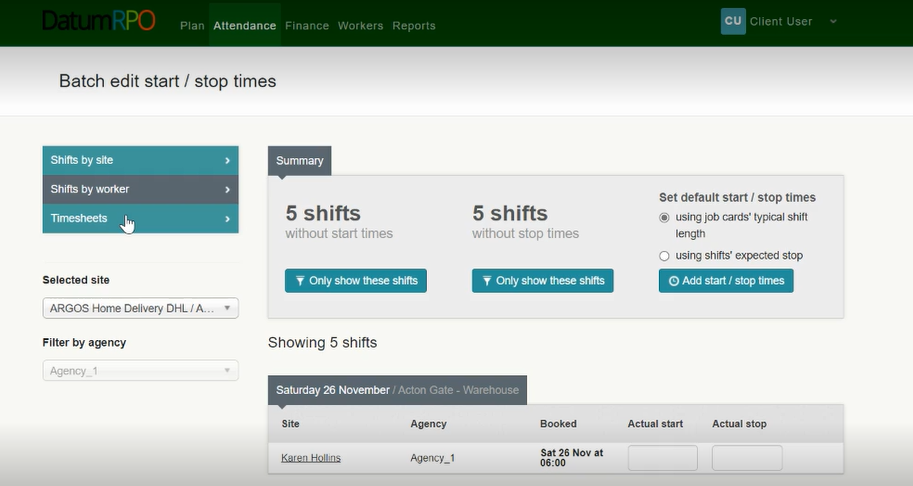 DatumRPO
Plan Attendance Finance Workers Reports
CU Client User
Batch edit start / stop times
Shifts by site
Shifts by worker
Timesheets
Selected site
ARGOS Home Delivery DHL / A...
Filter by agency
Agency_1
Summary
5 shifts
without start times
Only show these shifts
5 shifts
without stop times
Only show these shifts
Set default start / stop times
using job cards' typical shift
length
using shifts' expected stop
Add start / stop times
Showing 5 shifts
Saturday 26 November / Acton Gate - Warehouse
Site Agency Booked Actual start Actual stop
Karen Hollins Agency_1 Sat 26 Nov at
06:00